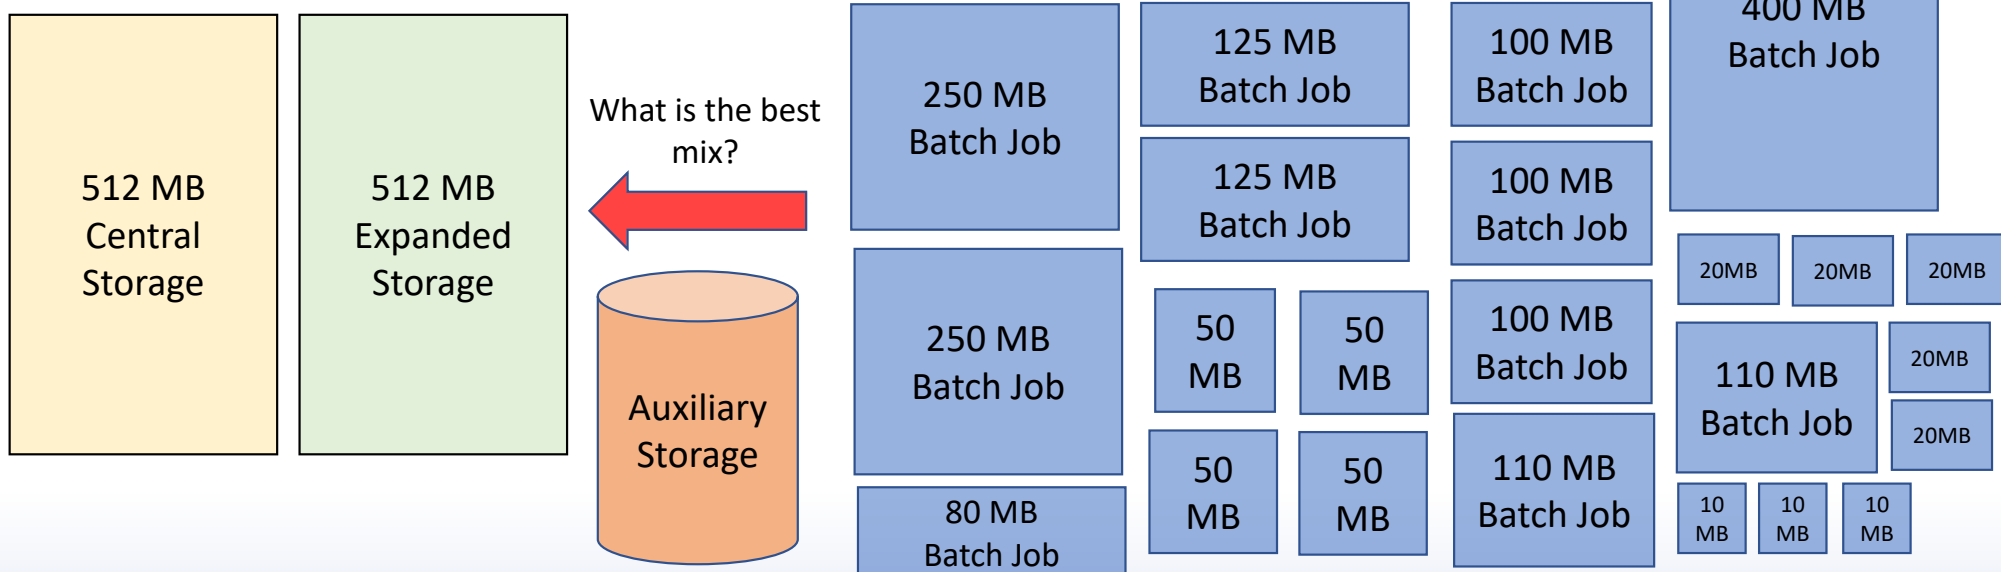 512 MB
Central
Storage
512 MB
Expanded
Storage
What is the best
mix?
Auxiliary
Storage
250 MB
Batch Job
250 MB
Batch Job
80 MB
Batch Job
125 MB
Batch Job
125 MB
Batch Job
50
MB
50
MB
50
MB
50
MB
100 MB
Batch Job
100 MB
Batch Job
100 MB
Batch Job
110 MB
Batch Job
400 MB
Batch Job
20MB
20MB
20MB
110 MB
Batch Job
20MB
20MB
10
MB
10
MB
10
MB